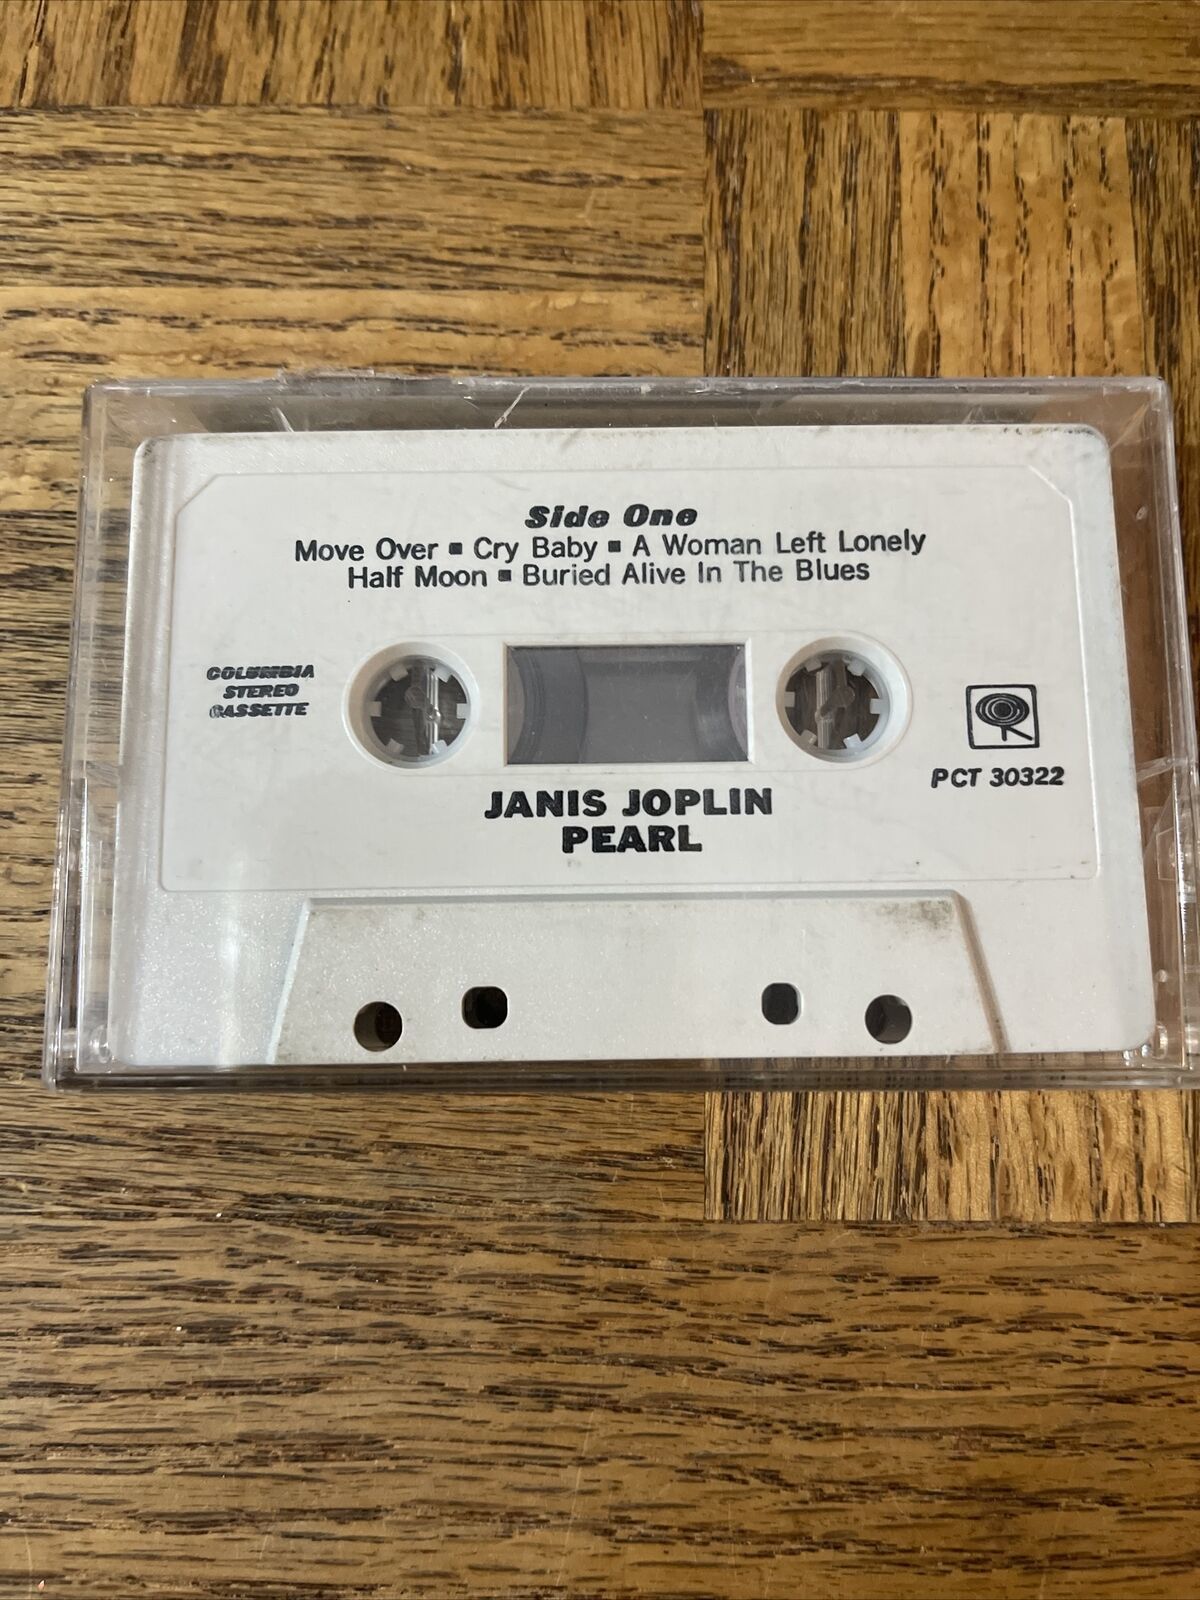 Side One
Move Over ▪ Cry Baby ▪ A Woman Left Lonely
Half Moon ▪ Buried Alive In The Blues
COLUMBIA
STEREO
CASSETTE
PCT 30322
JANIS JOPLIN
PEARL